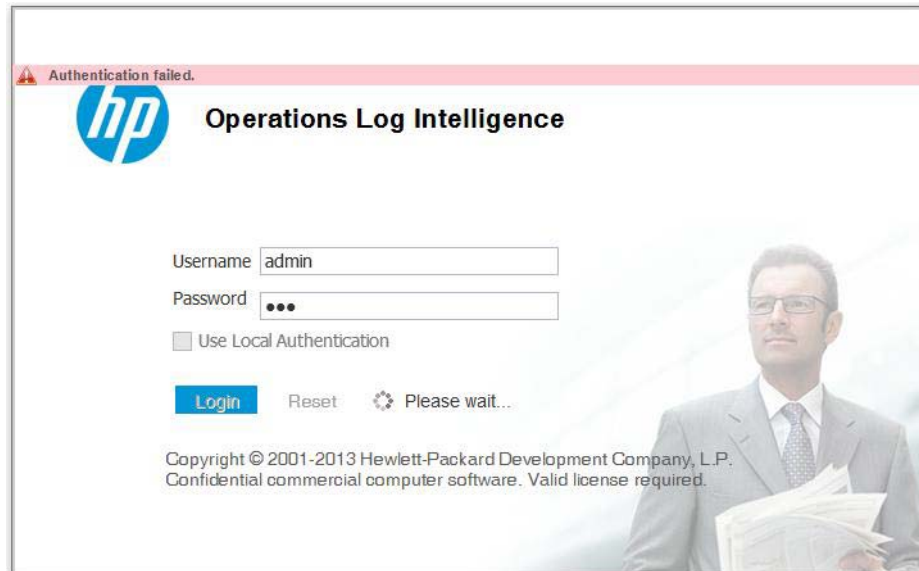 Authentication failed.
hp
Operations Log Intelligence
Username admin
Password •••
Use Local Authentication
Login Reset Please wait...
Copyright © 2001-2013 Hewlett-Packard Development Company, L.P.
Confidential commercial computer software. Valid license required.